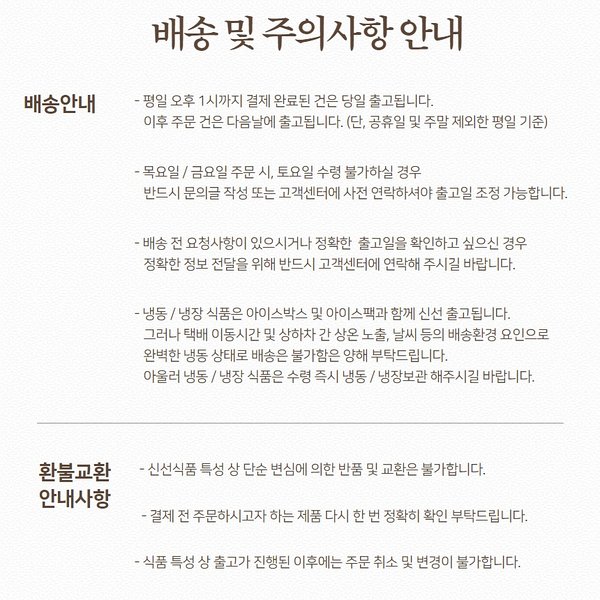 배송 및 주의사항 안내
배송안내
- 평일 오후 1시까지 결제 완료된 건은 당일 출고됩니다.
이후 주문 건은 다음날에 출고됩니다. (단, 공휴일 및 주말 제외한 평일 기준)
- 목요일 / 금요일 주문 시, 토요일 수령 불가하실 경우
반드시 문의글 작성 또는 고객센터에 사전 연락하셔야 출고일 조정 가능합니다.
- 배송 전 요청사항이 있으시거나 정확한 출고일을 확인하고 싶으신 경우
정확한 정보 전달을 위해 반드시 고객센터에 연락해 주시길 바랍니다.
- 냉동 / 냉장 식품은 아이스박스 및 아이스팩과 함께 신선 출고됩니다.
그러나 택배 이동시간 및 상하차 간 상온 노출, 날씨 등의 배송환경 요인으로
완벽한 냉동 상태로 배송은 불가함은 양해 부탁드립니다.
아울러 냉동 / 냉장 식품은 수령 즉시 냉동 / 냉장보관 해주시길 바랍니다.
환불교환
안내사항
- 신선식품 특성 상 단순 변심에 의한 반품 및 교환은 불가합니다.
- 결제 전 주문하시고자 하는 제품 다시 한 번 정확히 확인 부탁드립니다.
- 식품 특성 상 출고가 진행된 이후에는 주문 취소 및 변경이 불가합니다.